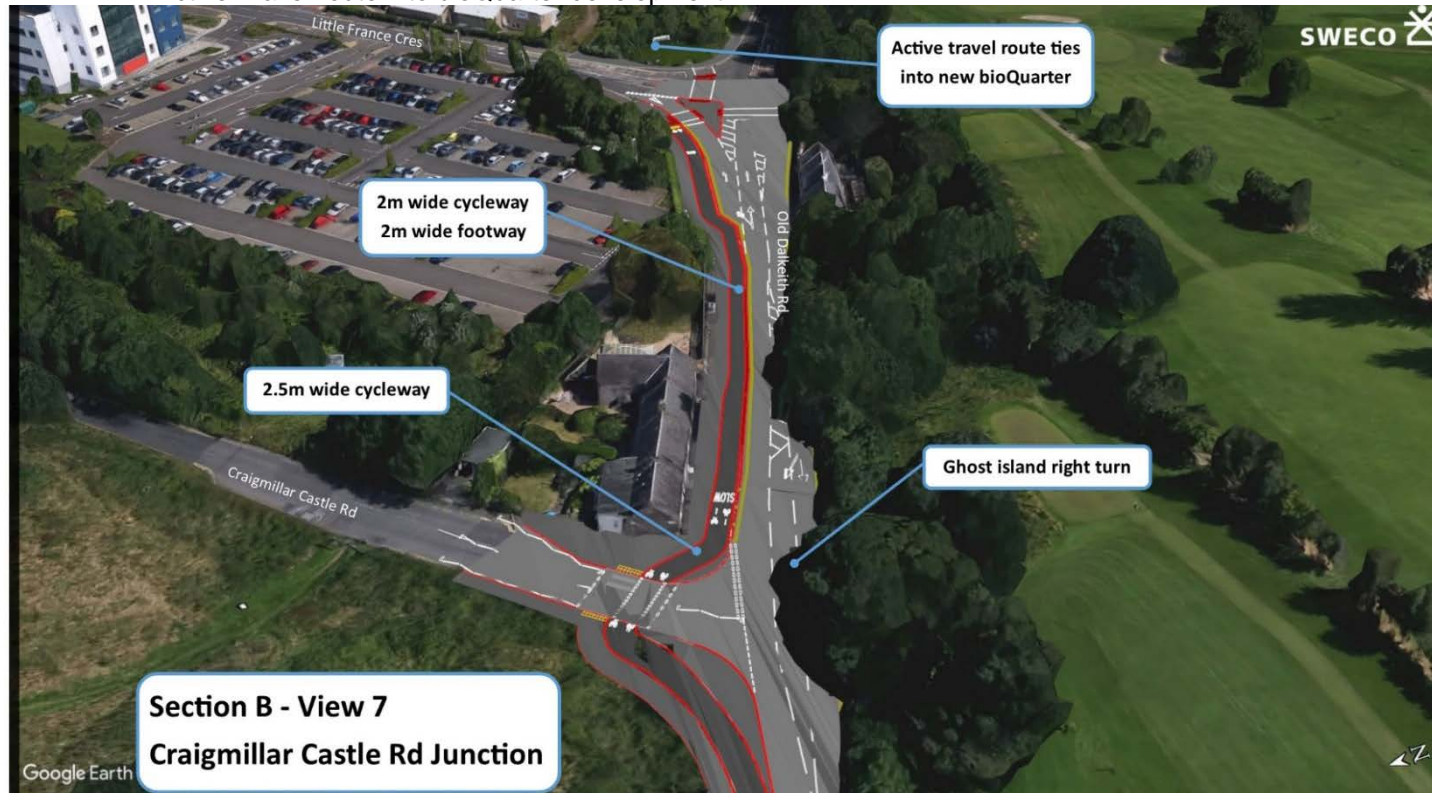 Little France Cres
Active travel route ties
into new bioQuarter
SWECO
2m wide cycleway
2m wide footway
Old Dalkeith Rd
2.5m wide cycleway
Ghost island right turn
Craigmillar Castle Rd
SLOW
Section B - View 7
Craigmillar Castle Rd Junction
Google Earth
N